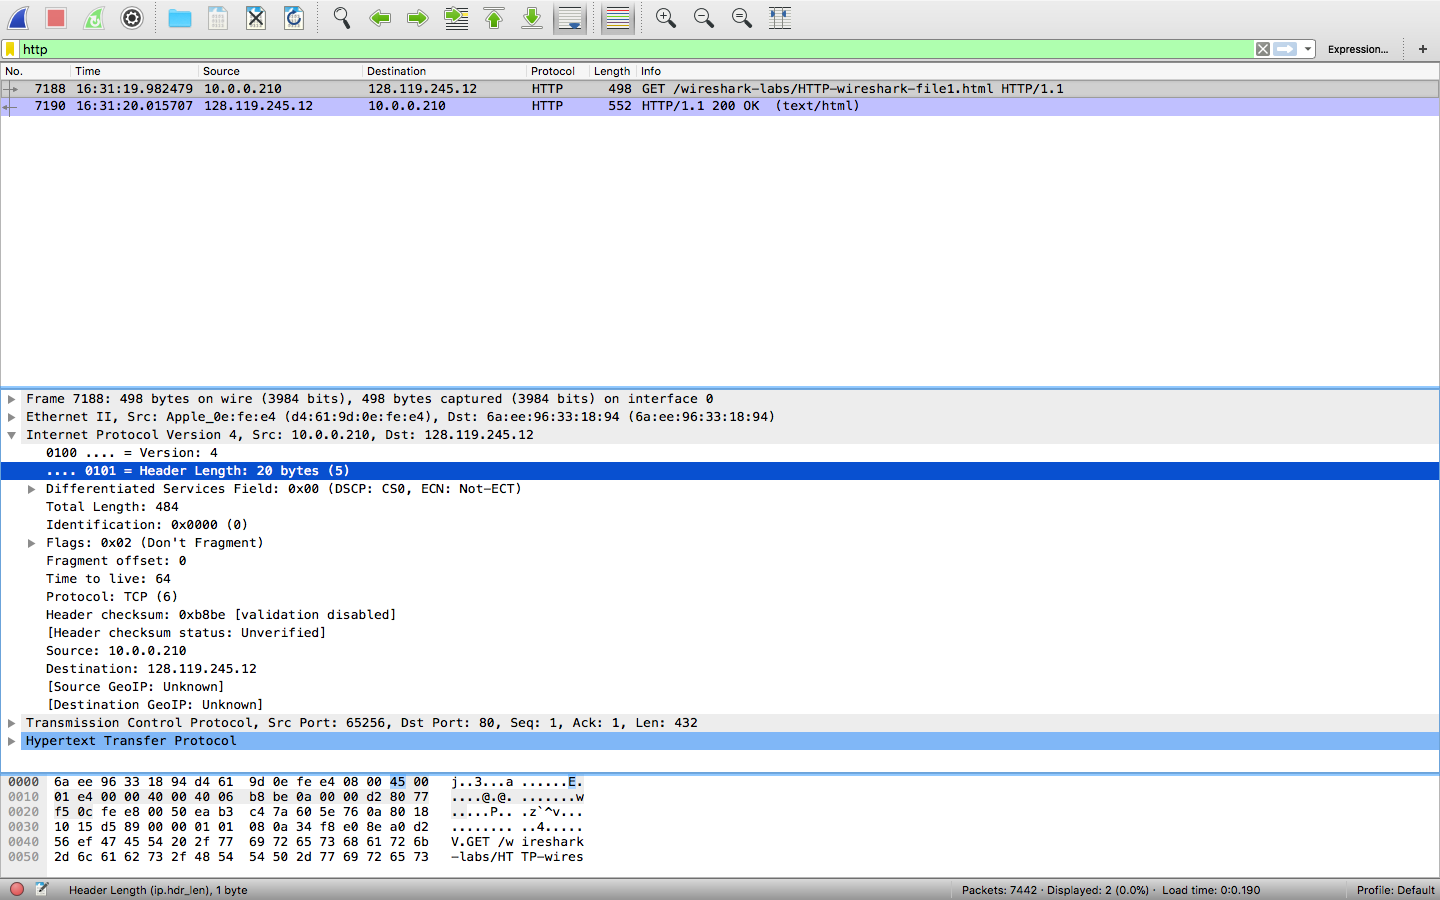 http
Expression...
+
No. Time Source Destination Protocol Length Info
7188 16:31:19.982479 10.0.0.210 128.119.245.12 HTTP 498 GET /wireshark-labs/HTTP-wireshark-file1.html HTTP/1.1
7190 16:31:20.015707 128.119.245.12 10.0.0.210 HTTP 552 HTTP/1.1 200 OK (text/html)
Frame 7188: 498 bytes on wire (3984 bits), 498 bytes captured (3984 bits) on interface 0
Ethernet II, Src: Apple_0e:fe:e4 (d4:61:9d:0e:fe:e4), Dst: 6a:ee:96:33:18:94 (6a:ee:96:33:18:94)
Internet Protocol Version 4, Src: 10.0.0.210, Dst: 128.119.245.12
0100 .... = Version: 4
.... 0101 = Header Length: 20 bytes (5)
Differentiated Services Field: 0x00 (DSCP: CS0, ECN: Not-ECT)
Total Length: 484
Identification: 0x0000 (0)
Flags: 0x02 (Don't Fragment)
Fragment offset: 0
Time to live: 64
Protocol: TCP (6)
Header checksum: 0xb8be [validation disabled]
[Header checksum status: Unverified]
Source: 10.0.0.210
Destination: 128.119.245.12
[Source GeoIP: Unknown]
[Destination GeoIP: Unknown]
Transmission Control Protocol, Src Port: 65256, Dst Port: 80, Seq: 1, Ack: 1, Len: 432
Hypertext Transfer Protocol
0000 6a ee 96 33 18 94 d4 61 9d 0e fe e4 08 00 45 00 j..3...a ......E.
0010 01 e4 00 00 40 00 40 06 b8 be 0a 00 00 d2 80 77 ....@.@. .......w
0020 f5 0c fe e8 00 50 ea b3 c4 7a 60 5e 76 0a 80 18 .....P.. .z`^v...
0030 10 15 d5 89 00 00 01 01 08 0a 34 f8 e0 8e a0 d2 ........ ..4.....
0040 56 ef 47 45 54 20 2f 77 69 72 65 73 68 61 72 6b V.GET /w ireshark
0050 2d 6c 61 62 73 2f 48 54 54 50 2d 77 69 72 65 73 -labs/HT TP-wires
Header Length (ip.hdr_len), 1 byte
Packets: 7442 · Displayed: 2 (0.0%) · Load time: 0:0.190
Profile: Default